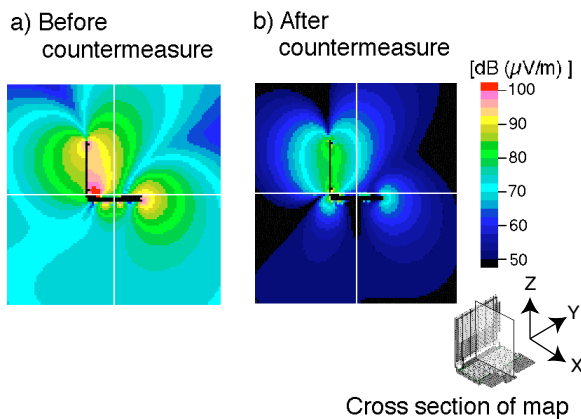 a) Before
countermeasure
b) After
countermeasure
[dB (µV/m) ]
100
90
80
70
60
50
Z
Y
X
Cross section of map